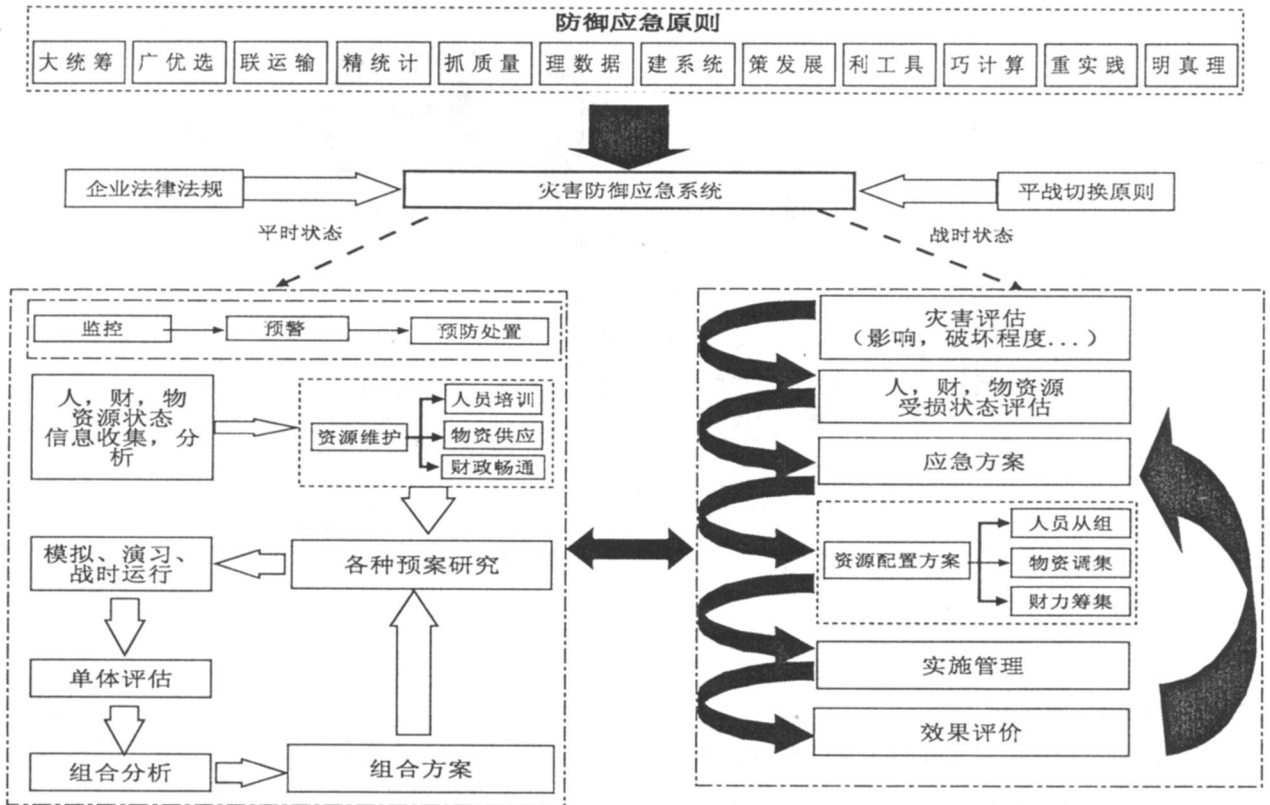 防御应急原则
大统筹
广优选
联运输
精统计
抓质量
理数据
建系统
策发展
利工具
巧计算
重实践
明真理
企业法律法规
灾害防御应急系统
平战切换原则
平时状态
战时状态
监控
预警
预防处置
人，财，物
资源状态
信息收集，分
析
资源维护
人员培训
物资供应
财政畅通
模拟、演习、
战时运行
各种预案研究
单体评估
组合分析
组合方案
灾害评估
（影响，破坏程度...）
人，财，物资源
受损状态评估
应急方案
资源配置方案
人员从组
物资调集
财力筹集
实施管理
效果评价